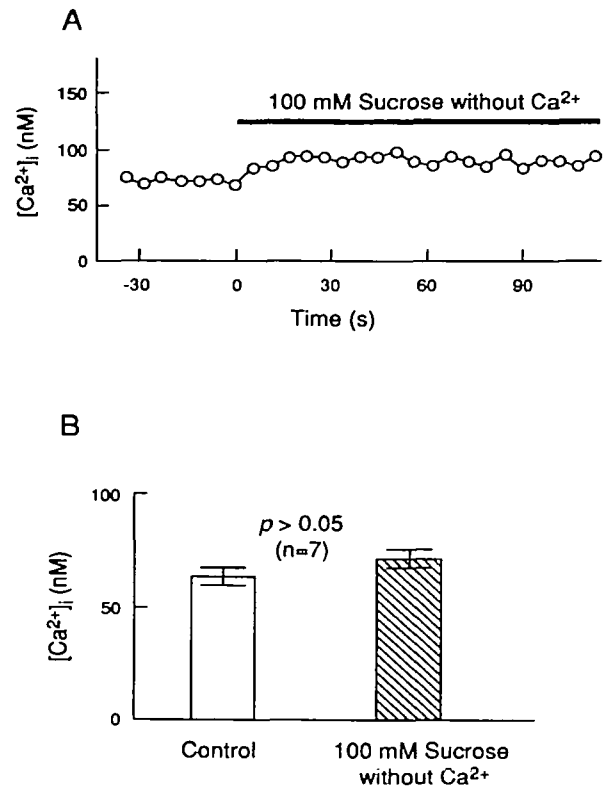 A
100 mM Sucrose without Ca²⁺
150
100
50
0
[Ca²⁺]ᵢ (nM)
-30 0 30 60 90
Time (s)
B
100
50
0
[Ca²⁺]ᵢ (nM)
p > 0.05
(n=7)
Control
100 mM Sucrose
without Ca²⁺